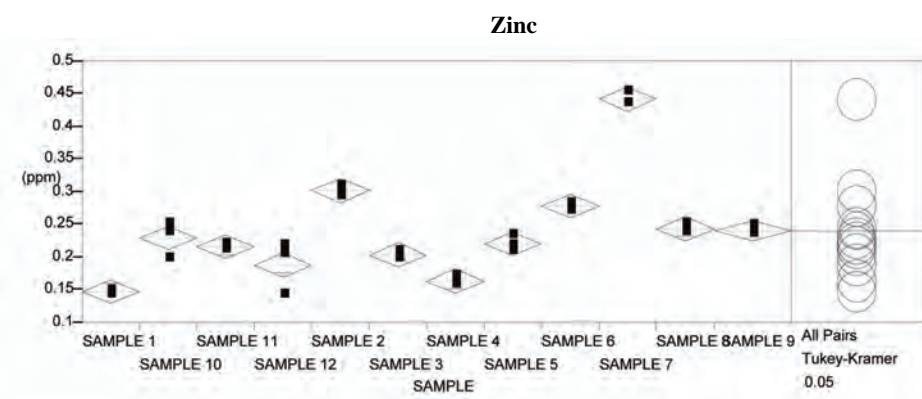 Zinc
0.5
0.45
0.4
0.35
(ppm)
0.3
0.25
0.2
0.15
0.1
SAMPLE 1 SAMPLE 11 SAMPLE 2 SAMPLE 4 SAMPLE 6 SAMPLE 8 SAMPLE 9
SAMPLE 10 SAMPLE 12 SAMPLE 3 SAMPLE 5 SAMPLE 7
SAMPLE
All Pairs
Tukey-Kramer
0.05